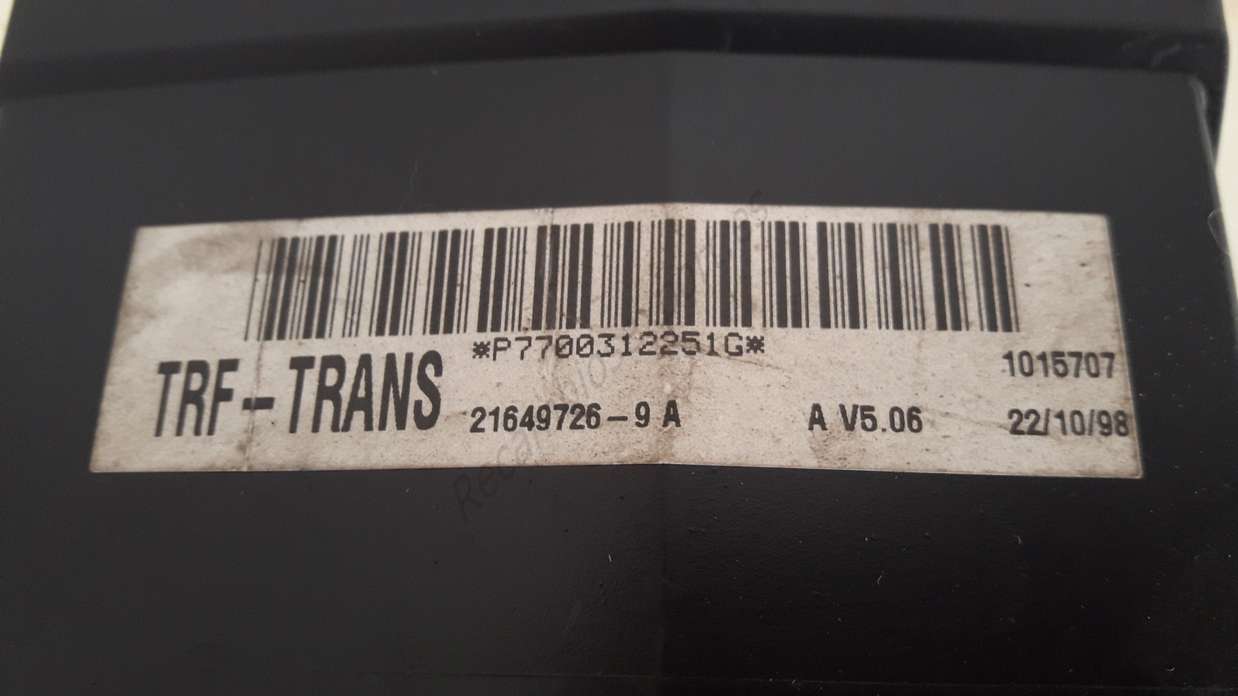 *P7700312251G*
TRF-TRANS
21649726-9 A
A V5.06
1015707
22/10/98